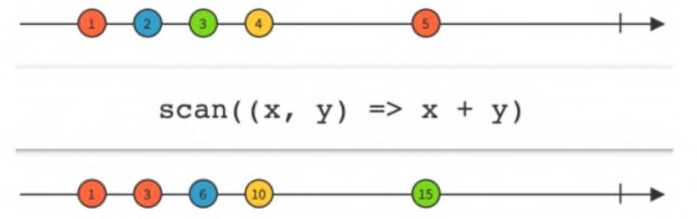 1 2 3 4 5
scan((x, y) => x + y)
1 3 6 10 15